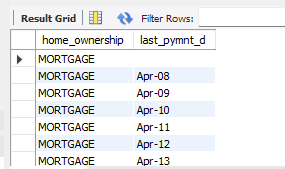 Result Grid Filter Rows:
home_ownership last_pymnt_d
MORTGAGE
MORTGAGE Apr-08
MORTGAGE Apr-09
MORTGAGE Apr-10
MORTGAGE Apr-11
MORTGAGE Apr-12
MORTGAGE Apr-13